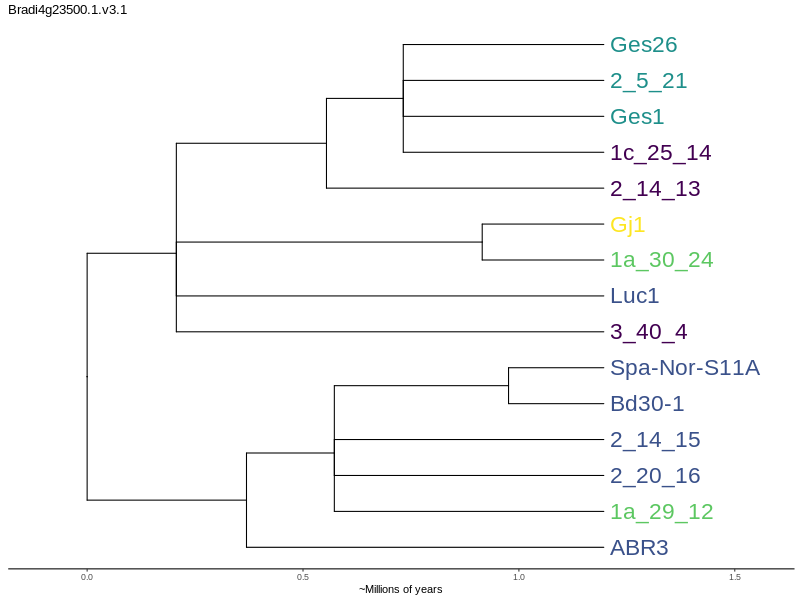 Bradi4g23500.1.v3.1
Ges26
2_5_21
Ges1
1c_25_14
2_14_13
Gj1
1a_30_24
Luc1
3_40_4
Spa-Nor-S11A
Bd30-1
2_14_15
2_20_16
1a_29_12
ABR3
0.0 0.5 1.0 1.5
~Millions of years